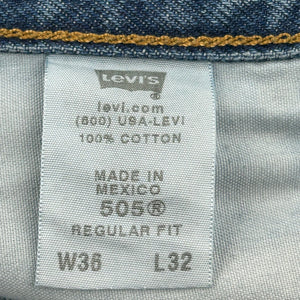 Levi's
®
levi.com
(800) USA-LEVI
100% COTTON
MADE IN
MEXICO
505®
REGULAR FIT
W36 L32